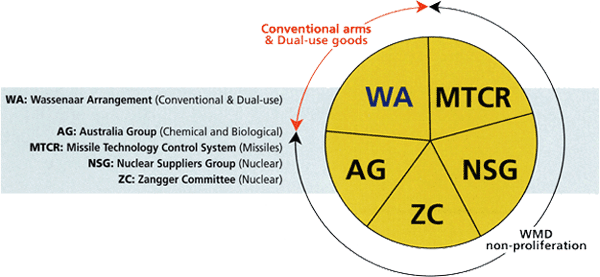 Conventional arms
& Dual-use goods
WA: Wassenaar Arrangement (Conventional & Dual-use)
AG: Australia Group (Chemical and Biological)
MTCR: Missile Technology Control System (Missiles)
NSG: Nuclear Suppliers Group (Nuclear)
ZC: Zangger Committee (Nuclear)
WA
MTCR
AG
NSG
ZC
WMD
non-proliferation